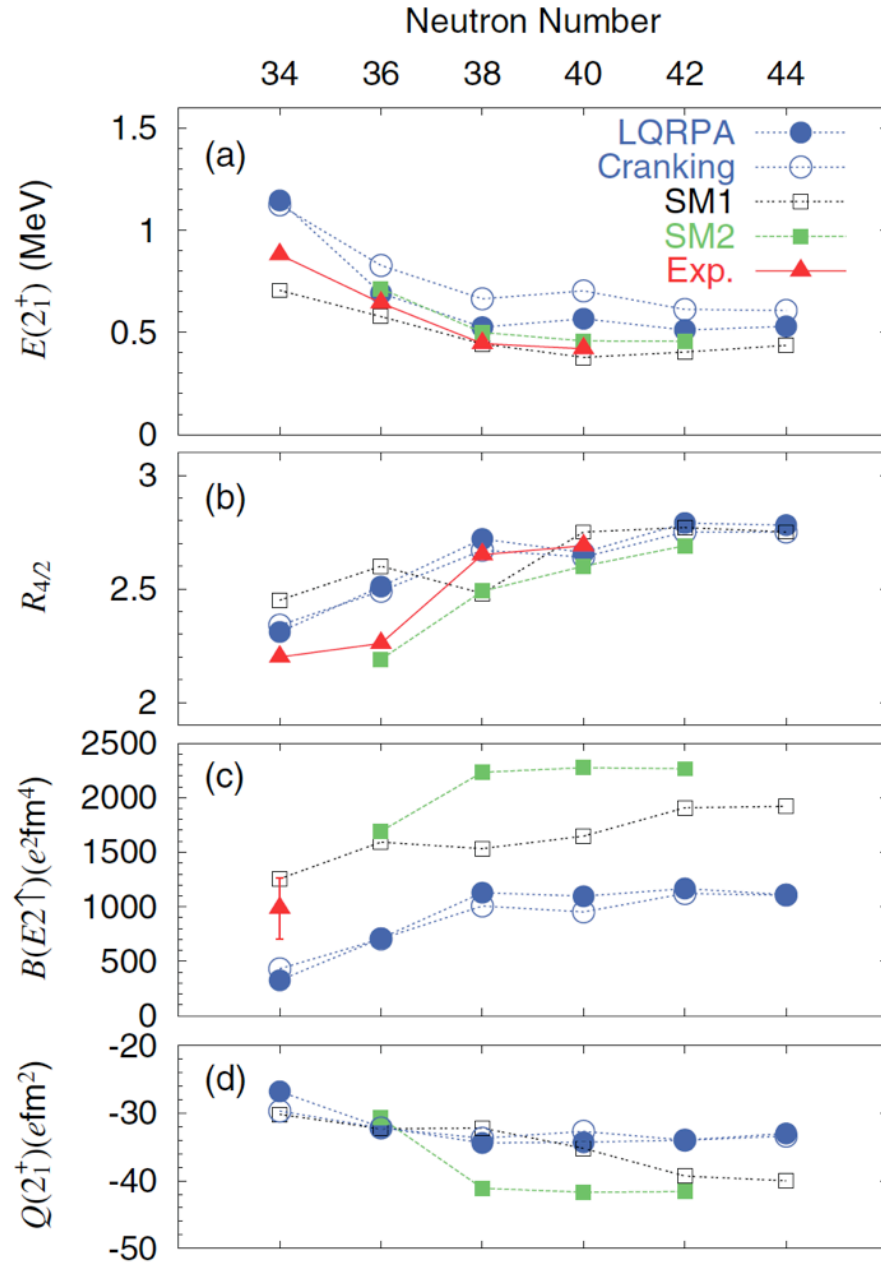 Neutron Number
34 36 38 40 42 44
E(2₁⁺) (MeV)
1.5
1
0.5
0
(a)
LQRPA
Cranking
SM1
SM2
Exp.
R₄/₂
3
2.5
2
(b)
B(E2↑)(e²fm⁴)
2500
2000
1500
1000
500
0
(c)
Q(2₁⁺)(efm²)
-20
-30
-40
-50
(d)